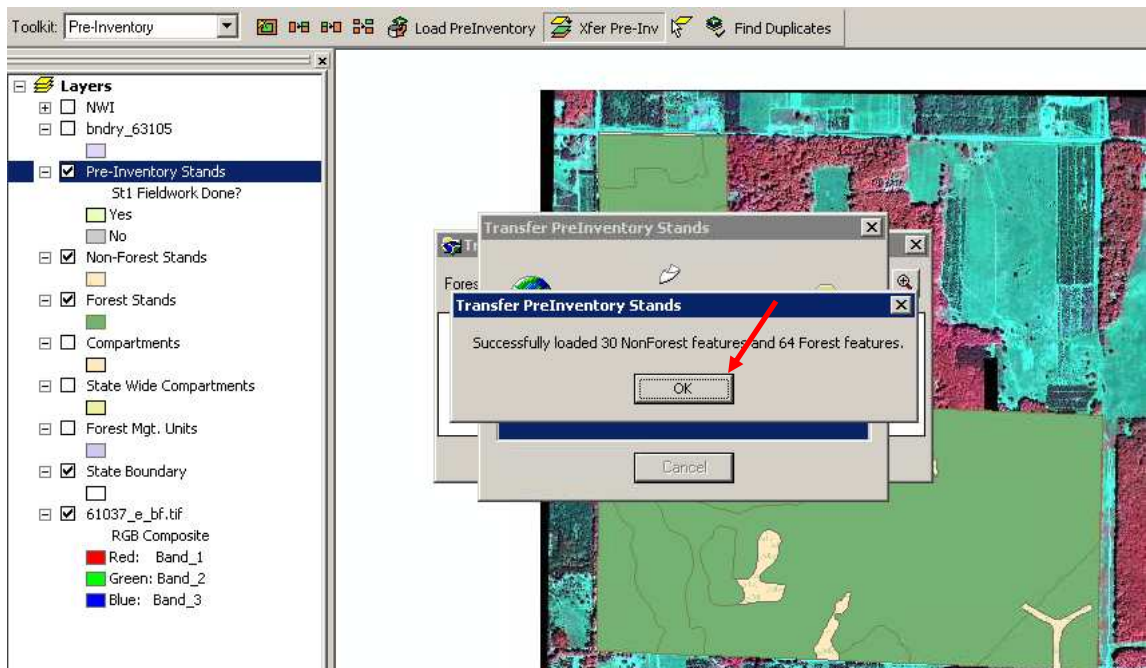 Toolkit: Pre-Inventory Load PreInventory Xfer Pre-Inv Find Duplicates
Layers
NWI
bndry_63105
Pre-Inventory Stands
St1 Fieldwork Done?
Yes
No
Non-Forest Stands
Forest Stands
Compartments
State Wide Compartments
Forest Mgt. Units
State Boundary
61037_e_bf.tif
RGB Composite
Red: Band_1
Green: Band_2
Blue: Band_3
Transfer PreInventory Stands
Transfer PreInventory Stands
Successfully loaded 30 NonForest features and 64 Forest features.
OK
Cancel